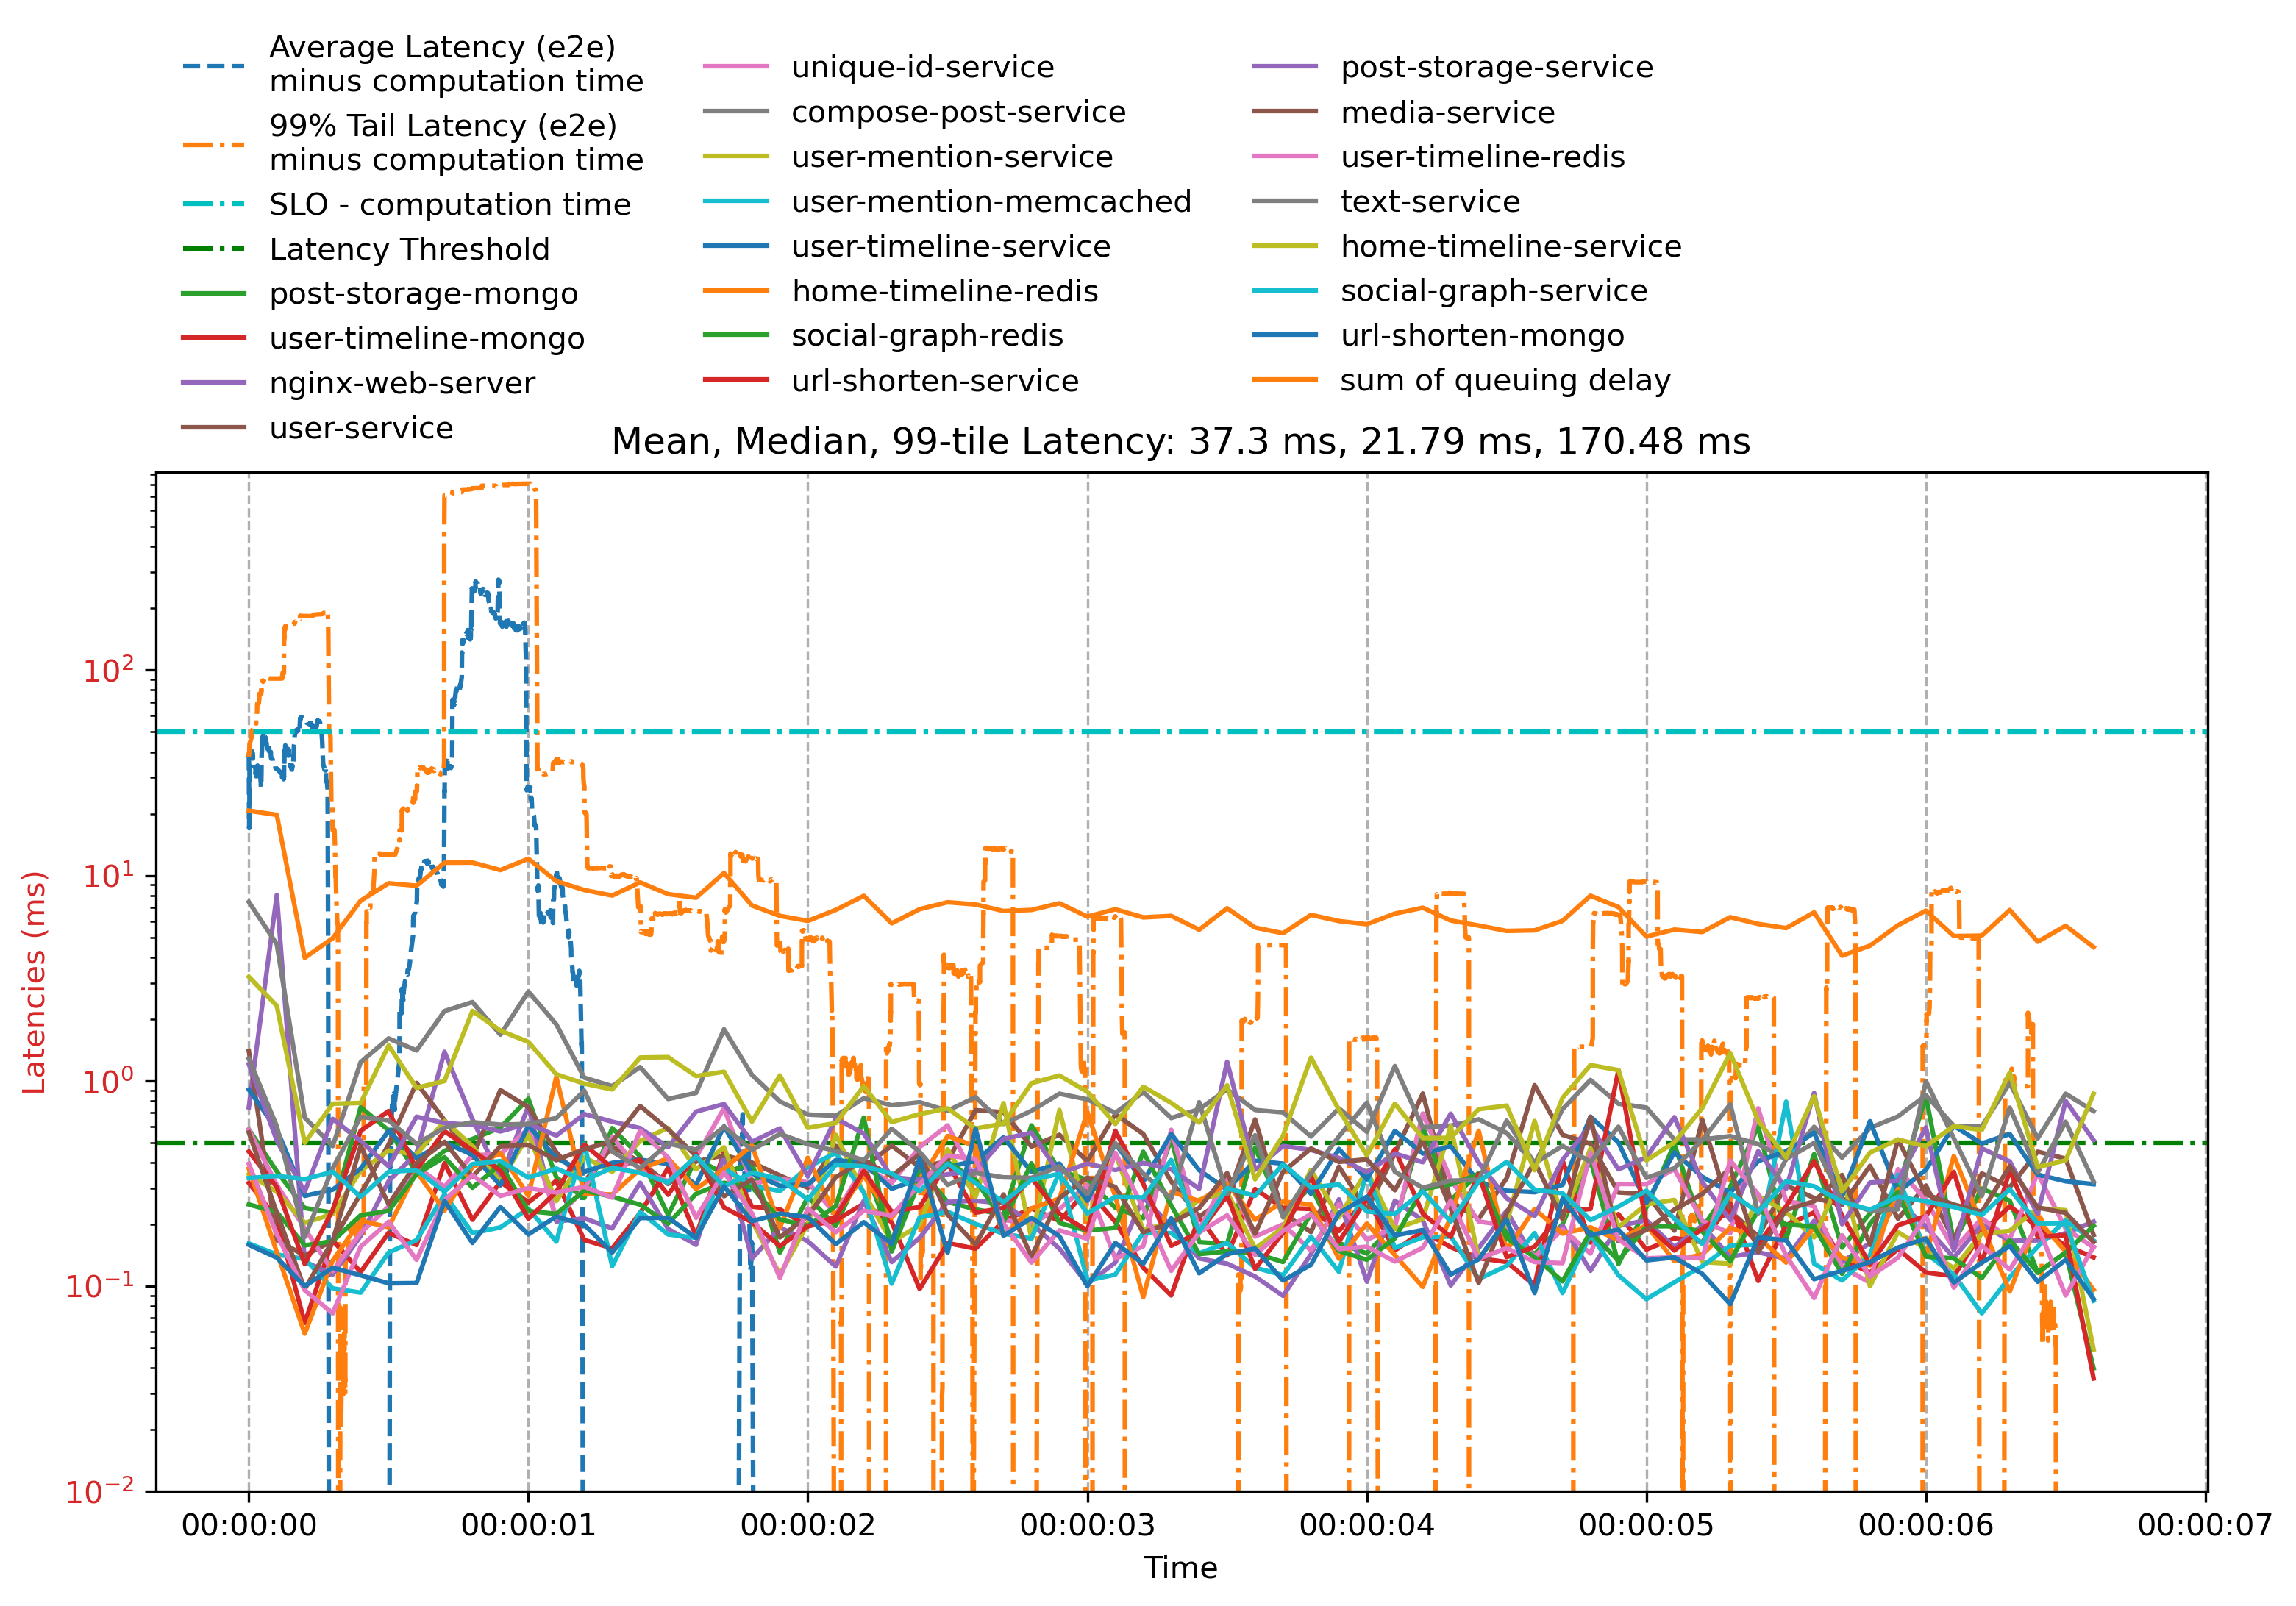 Average Latency (e2e)
minus computation time
99% Tail Latency (e2e)
minus computation time
SLO - computation time
Latency Threshold
post-storage-mongo
user-timeline-mongo
nginx-web-server
user-service
unique-id-service
compose-post-service
user-mention-service
user-mention-memcached
user-timeline-service
home-timeline-redis
social-graph-redis
url-shorten-service
post-storage-service
media-service
user-timeline-redis
text-service
home-timeline-service
social-graph-service
url-shorten-mongo
sum of queuing delay
Mean, Median, 99-tile Latency: 37.3 ms, 21.79 ms, 170.48 ms
Latencies (ms)
10²
10¹
10⁰
10⁻¹
10⁻²
00:00:00 00:00:01 00:00:02 00:00:03 00:00:04 00:00:05 00:00:06 00:00:07
Time